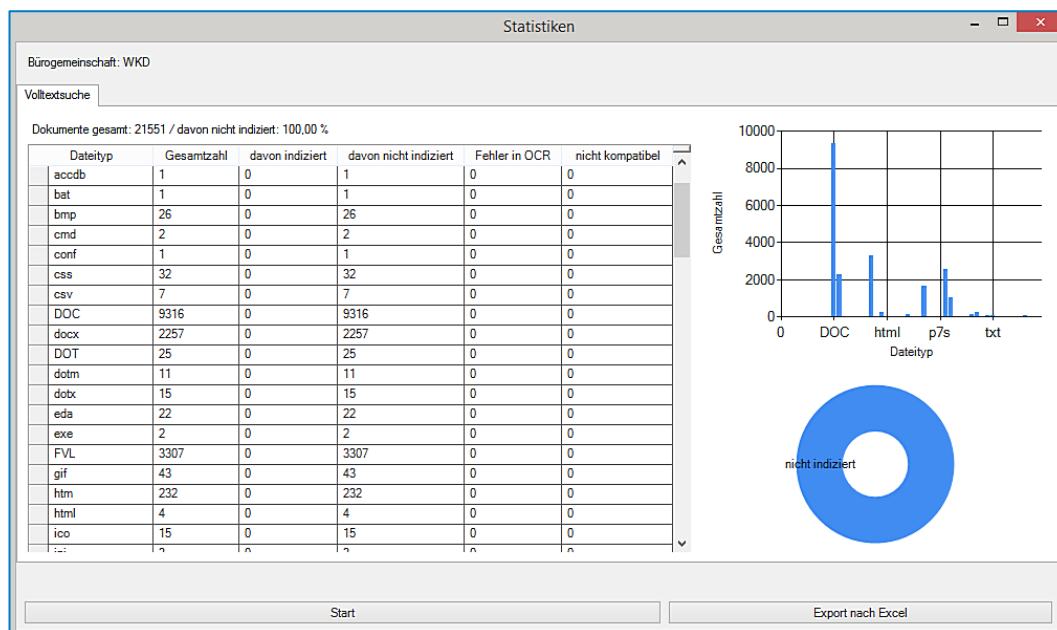 Statistiken
Bürogemeinschaft: WKD
Volltextsuche
Dokumente gesamt: 21551 / davon nicht indiziert: 100,00 %
Dateityp Gesamtzahl davon indiziert davon nicht indiziert Fehler in OCR nicht kompatibel
accdb 1 0 1 0 0
bat 1 0 1 0 0
bmp 26 0 26 0 0
cmd 2 0 2 0 0
conf 1 0 1 0 0
css 32 0 32 0 0
csv 7 0 7 0 0
DOC 9316 0 9316 0 0
docx 2257 0 2257 0 0
DOT 25 0 25 0 0
dotm 11 0 11 0 0
dotx 15 0 15 0 0
eda 22 0 22 0 0
exe 2 0 2 0 0
FVL 3307 0 3307 0 0
gif 43 0 43 0 0
htm 232 0 232 0 0
html 4 0 4 0 0
ico 15 0 15 0 0
10000
8000
6000
4000
2000
0
Gesamtzahl
0 DOC html p7s txt
Dateityp
nicht indiziert
Start
Export nach Excel